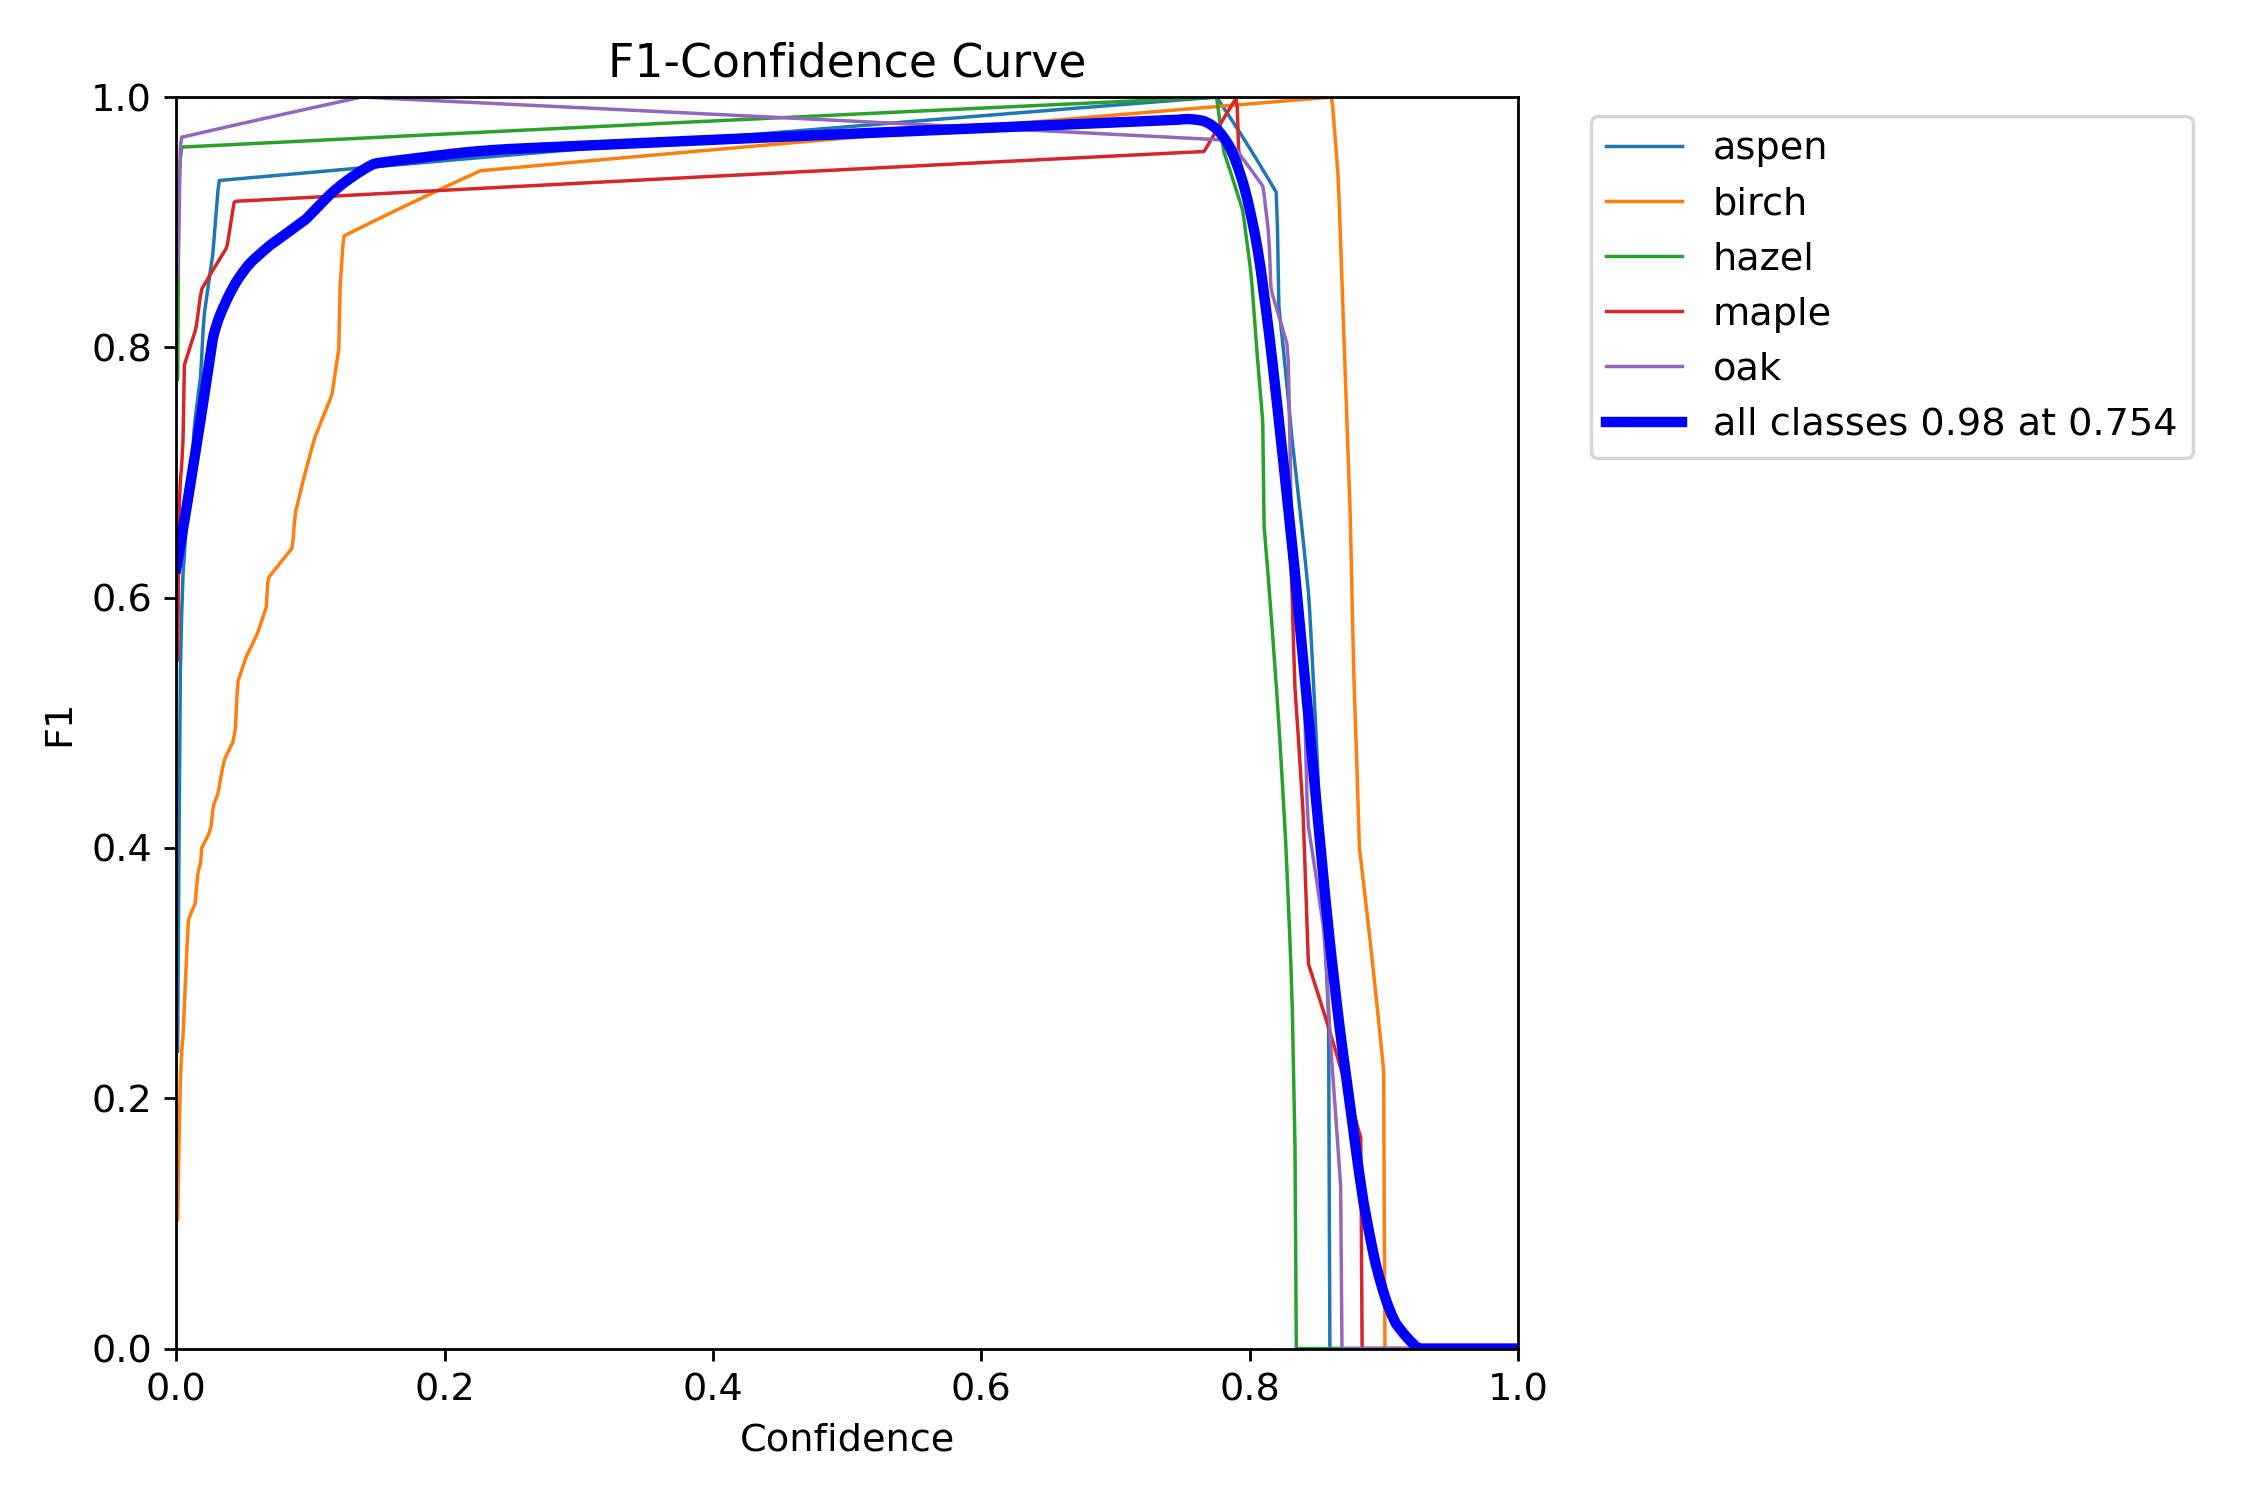 F1-Confidence Curve
1.0
0.8
0.6
0.4
0.2
0.0
F1
0.0 0.2 0.4 0.6 0.8 1.0
Confidence
aspen
birch
hazel
maple
oak
all classes 0.98 at 0.754